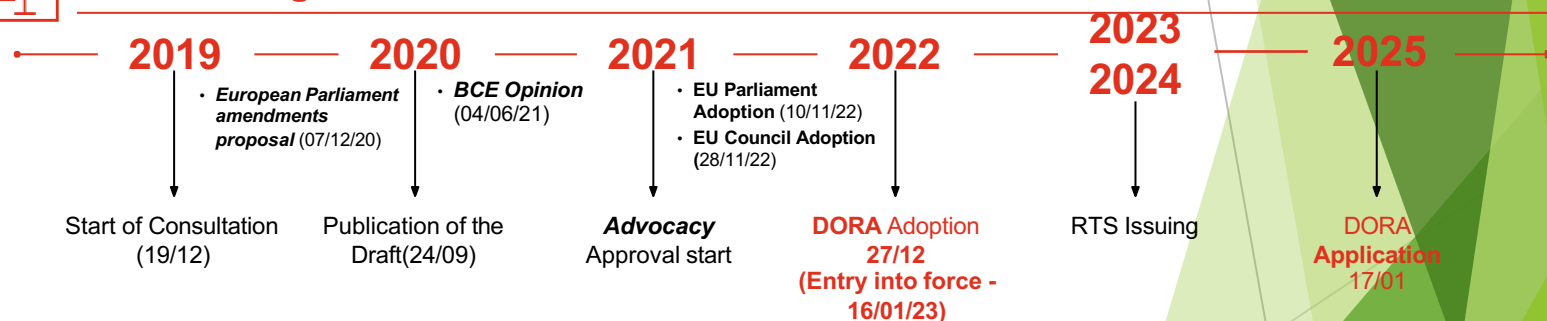 2019
2020
2021
2022
2023
2024
2025
• European Parliament
amendments
proposal (07/12/20)
• BCE Opinion
(04/06/21)
• EU Parliament
Adoption (10/11/22)
• EU Council Adoption
(28/11/22)
Start of Consultation
(19/12)
Publication of the
Draft(24/09)
Advocacy
Approval start
DORA Adoption
27/12
(Entry into force -
16/01/23)
RTS Issuing
DORA
Application
17/01